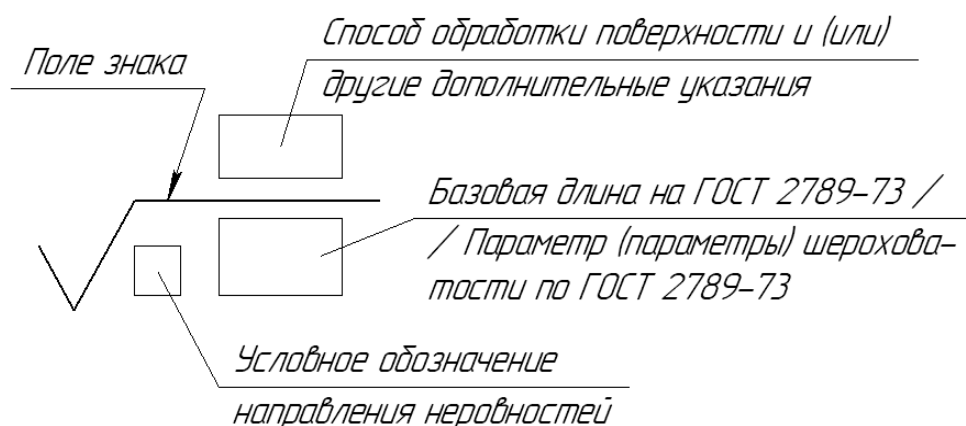 Поле знака
Способ обработки поверхности и (или)
другие дополнительные указания
Базовая длина на ГОСТ 2789-73 /
/ Параметр (параметры) шерохова-
тости по ГОСТ 2789-73
Условное обозначение
направления неровностей